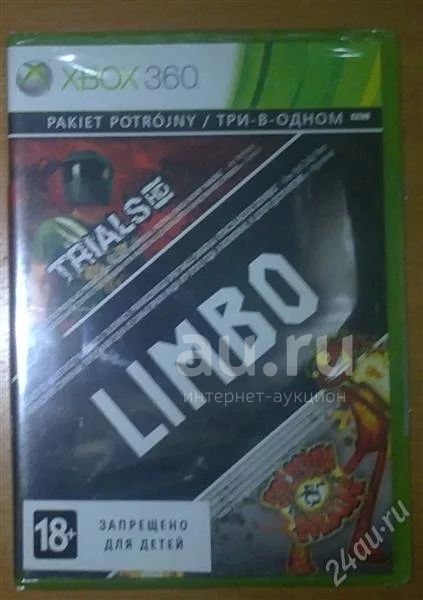 XBOX 360
PAKIET POTRÓJNY / ТРИ-В-ОДНОМ
TRIALS HD
LIMBO
au.ru
интернет-аукцион
18+
ЗАПРЕЩЕНО
ДЛЯ ДЕТЕЙ
24au.ru